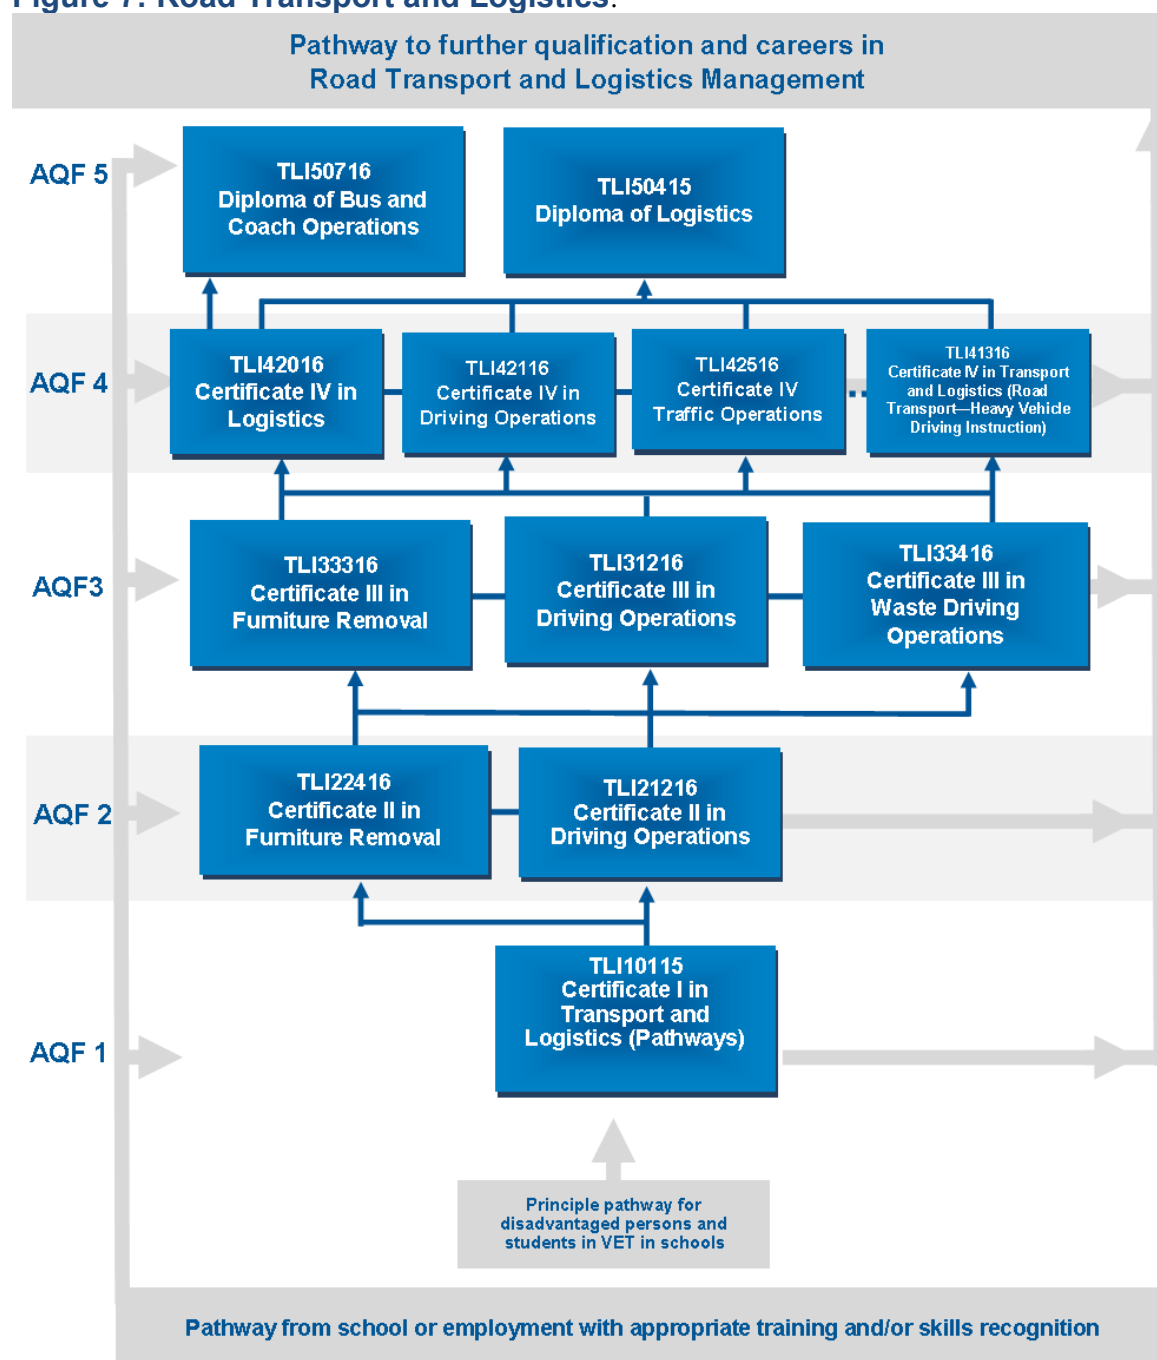 Figure 7: Road Transport and Logistics.
Pathway to further qualification and careers in
Road Transport and Logistics Management
AQF 5
TLI50716
Diploma of Bus and
Coach Operations
TLI50415
Diploma of Logistics
AQF 4
TLI42016
Certificate IV in
Logistics
TLI42116
Certificate IV in
Driving Operations
TLI42516
Certificate IV
Traffic Operations
TLI41316
Certificate IV in Transport
and Logistics (Road
Transport—Heavy Vehicle
Driving Instruction)
AQF3
TLI33316
Certificate III in
Furniture Removal
TLI31216
Certificate III in
Driving Operations
TLI33416
Certificate III in
Waste Driving
Operations
AQF 2
TLI22416
Certificate II in
Furniture Removal
TLI21216
Certificate II in
Driving Operations
AQF 1
TLI10115
Certificate I in
Transport and
Logistics (Pathways)
Principle pathway for
disadvantaged persons and
students in VET in schools
Pathway from school or employment with appropriate training and/or skills recognition